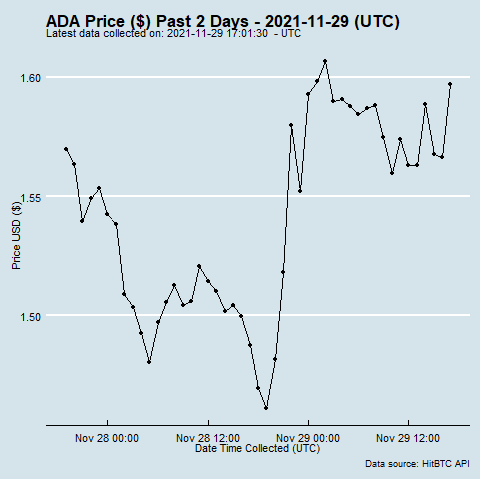 ADA Price ($) Past 2 Days - 2021-11-29 (UTC)
Latest data collected on: 2021-11-29 17:01:30 - UTC
1.60
1.55
1.50
Price USD ($)
Nov 28 00:00 Nov 28 12:00 Nov 29 00:00 Nov 29 12:00
Date Time Collected (UTC)
Data source: HitBTC API